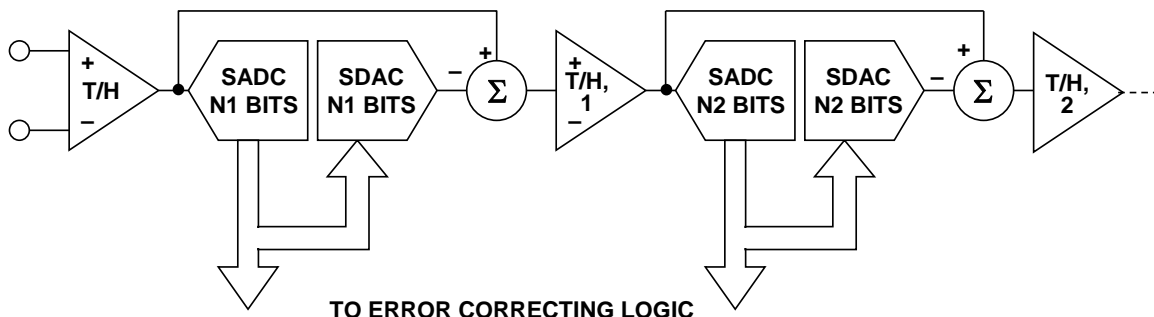 +
T/H
–
SADC
N1 BITS
SDAC
N1 BITS
–
+
Σ
+
T/H,
1
–
SADC
N2 BITS
SDAC
N2 BITS
–
+
Σ
T/H,
2
TO ERROR CORRECTING LOGIC